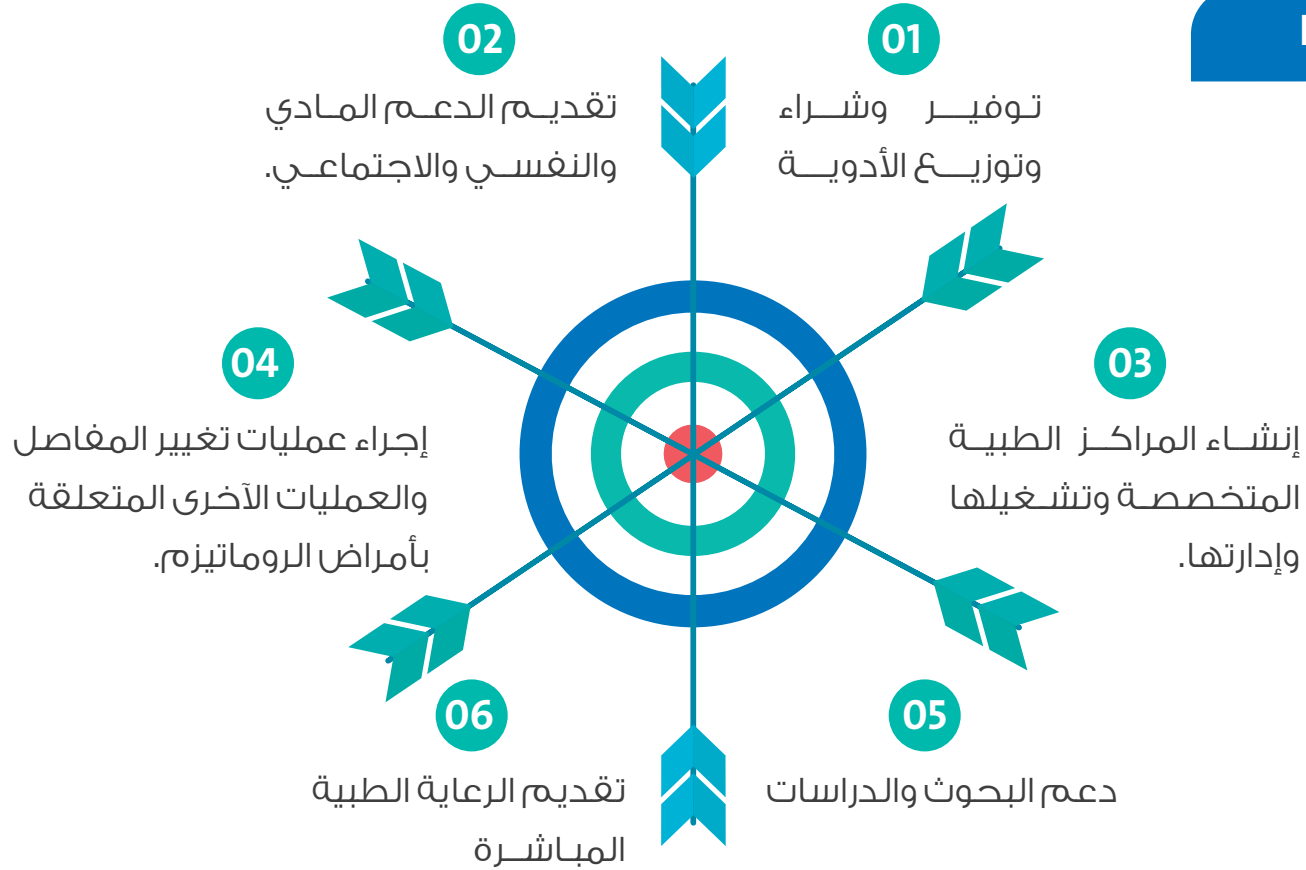 01
توفير وشراء
وتوزيع الأدوية
02
تقديم الدعم المادي
والنفسي والاجتماعي.
03
إنشاء المراكز الطبية
المتخصصة وتشغيلها
وإدارتها.
04
إجراء عمليات تغيير المفاصل
والعمليات الآخرى المتعلقة
بأمراض الروماتيزم.
05
دعم البحوث والدراسات
06
تقديم الرعاية الطبية
المباشرة